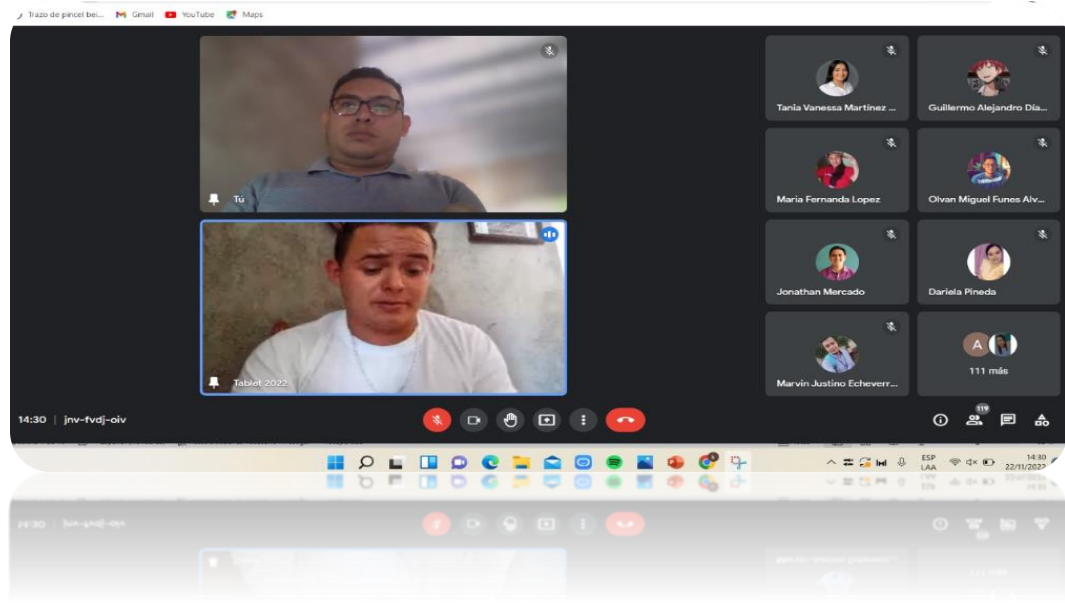 Trazo de pincel bei... Gmail YouTube Maps
Tú
Tablet 2022
Tania Vanessa Martinez ...
Guillermo Alejandro Día...
Maria Fernanda Lopez
Olvan Miguel Funes Alv...
Jonathan Mercado
Dariela Pineda
Marvin Justino Echeverr...
A
111 más
14:30 | jnv-fvdj-oiv
119
ESP
LAA
14:30
22/11/2022